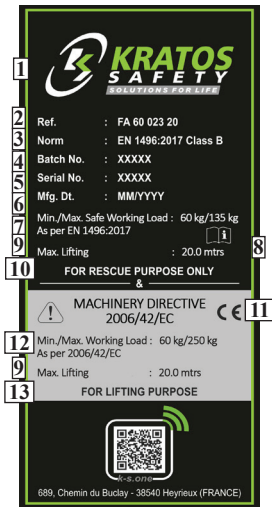 1 KRATOS
SAFETY
SOLUTIONS FOR LIFE
2 Ref. : FA 60 023 20
3 Norm : EN 1496:2017 Class B
4 Batch No. : XXXXX
5 Serial No. : XXXXX
6 Mfg. Dt. : MM/YYYY
7 Min./Max. Safe Working Load : 60 kg/135 kg
As per EN 1496:2017
9 Max. Lifting : 20.0 mtrs 8
10 FOR RESCUE PURPOSE ONLY
&
MACHINERY DIRECTIVE
2006/42/EC CE 11
12 Min./Max. Working Load : 60 kg/250 kg
As per 2006/42/EC
9 Max. Lifting : 20.0 mtrs
13 FOR LIFTING PURPOSE
k-s.one
689, Chemin du Buclay - 38540 Heyrieux (FRANCE)